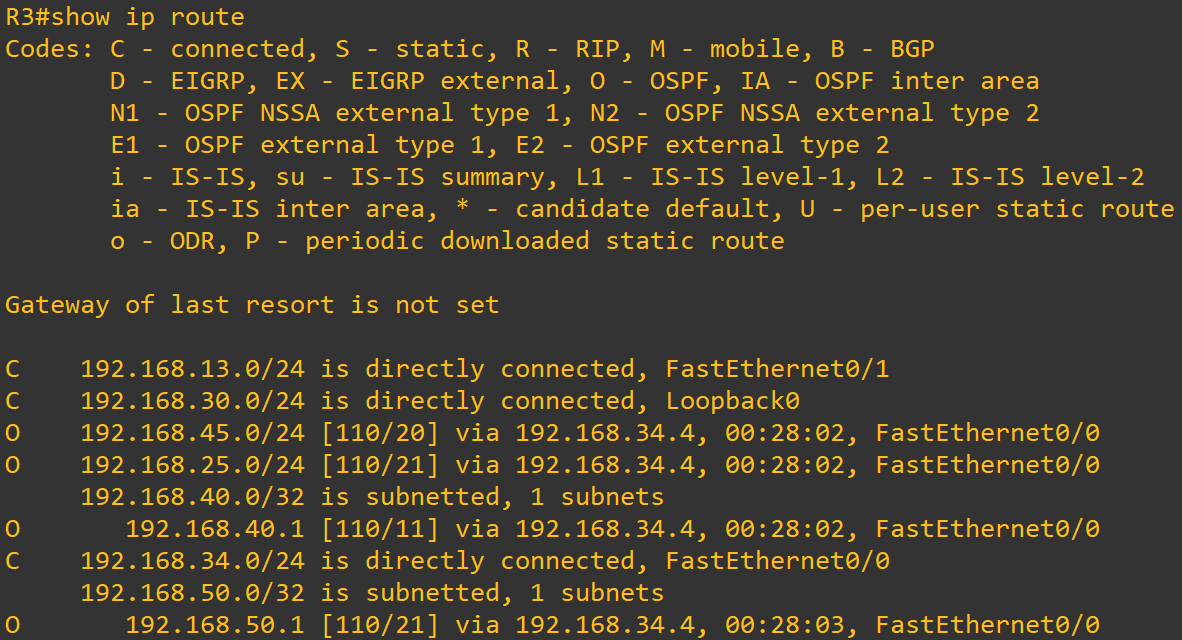 R3#show ip route
Codes: C - connected, S - static, R - RIP, M - mobile, B - BGP
       D - EIGRP, EX - EIGRP external, O - OSPF, IA - OSPF inter area
       N1 - OSPF NSSA external type 1, N2 - OSPF NSSA external type 2
       E1 - OSPF external type 1, E2 - OSPF external type 2
       i - IS-IS, su - IS-IS summary, L1 - IS-IS level-1, L2 - IS-IS level-2
       ia - IS-IS inter area, * - candidate default, U - per-user static route
       o - ODR, P - periodic downloaded static route

Gateway of last resort is not set

C    192.168.13.0/24 is directly connected, FastEthernet0/1
C    192.168.30.0/24 is directly connected, Loopback0
O    192.168.45.0/24 [110/20] via 192.168.34.4, 00:28:02, FastEthernet0/0
O    192.168.25.0/24 [110/21] via 192.168.34.4, 00:28:02, FastEthernet0/0
     192.168.40.0/32 is subnetted, 1 subnets
O       192.168.40.1 [110/11] via 192.168.34.4, 00:28:02, FastEthernet0/0
C    192.168.34.0/24 is directly connected, FastEthernet0/0
     192.168.50.0/32 is subnetted, 1 subnets
O       192.168.50.1 [110/21] via 192.168.34.4, 00:28:03, FastEthernet0/0